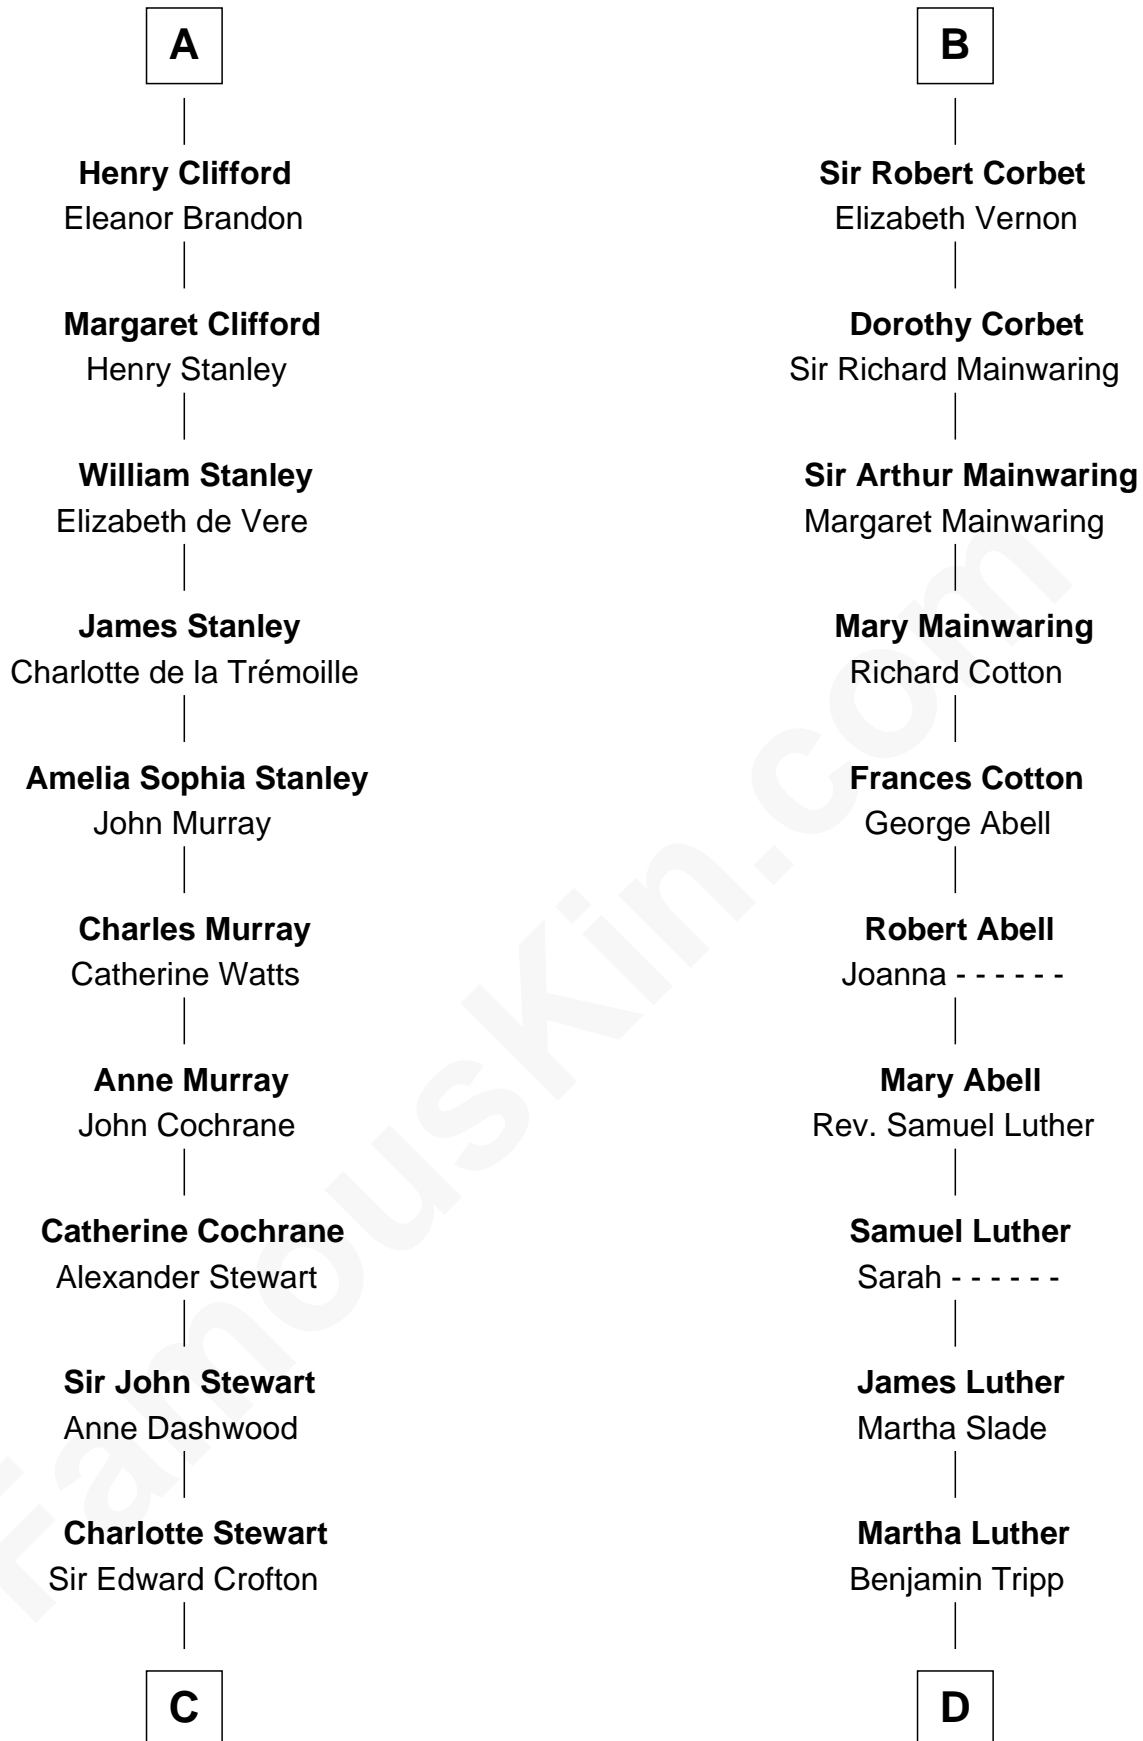 A
Henry Clifford
Eleanor Brandon
Margaret Clifford
Henry Stanley
William Stanley
Elizabeth de Vere
James Stanley
Charlotte de la Trémoille
Amelia Sophia Stanley
John Murray
Charles Murray
Catherine Watts
Anne Murray
John Cochrane
Catherine Cochrane
Alexander Stewart
Sir John Stewart
Anne Dashwood
Charlotte Stewart
Sir Edward Crofton
C
B
Sir Robert Corbet
Elizabeth Vernon
Dorothy Corbet
Sir Richard Mainwaring
Sir Arthur Mainwaring
Margaret Mainwaring
Mary Mainwaring
Richard Cotton
Frances Cotton
George Abell
Robert Abell
Joanna - - - - - -
Mary Abell
Rev. Samuel Luther
Samuel Luther
Sarah - - - - - -
James Luther
Martha Slade
Martha Luther
Benjamin Tripp
D
FamousKin.com